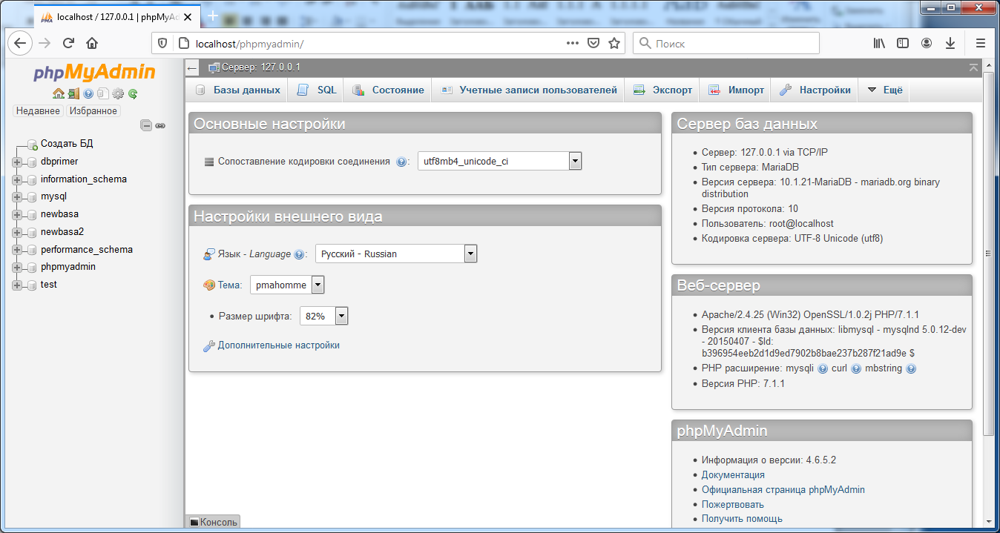 localhost / 127.0.0.1 | phpMyAd
localhost/phpmyadmin/
Поиск
phpMyAdmin
Недавнее Избранное
Создать БД
dbprimer
information_schema
mysql
newbasa
newbasa2
performance_schema
phpmyadmin
test
Сервер: 127.0.0.1
Базы данных SQL Состояние Учетные записи пользователей Экспорт Импорт Настройки Ещё
Основные настройки
Сопоставление кодировки соединения : utf8mb4_unicode_ci
Настройки внешнего вида
Язык - Language : Русский - Russian
Тема: pmahomme
Размер шрифта: 82%
Дополнительные настройки
Сервер баз данных
Сервер: 127.0.0.1 via TCP/IP
Тип сервера: MariaDB
Версия сервера: 10.1.21-MariaDB - mariadb.org binary
distribution
Версия протокола: 10
Пользователь: root@localhost
Кодировка сервера: UTF-8 Unicode (utf8)
Веб-сервер
Apache/2.4.25 (Win32) OpenSSL/1.0.2j PHP/7.1.1
Версия клиента базы данных: libmysql - mysqlnd 5.0.12-dev
- 20150407 - $Id:
b396954eeb2d1d9ed7902b8bae237b287f21ad9e $
PHP расширение: mysqli curl mbstring
Версия PHP: 7.1.1
phpMyAdmin
Информация о версии: 4.6.5.2
Документация
Официальная страница phpMyAdmin
Пожертвовать
Получить помощь
Консоль